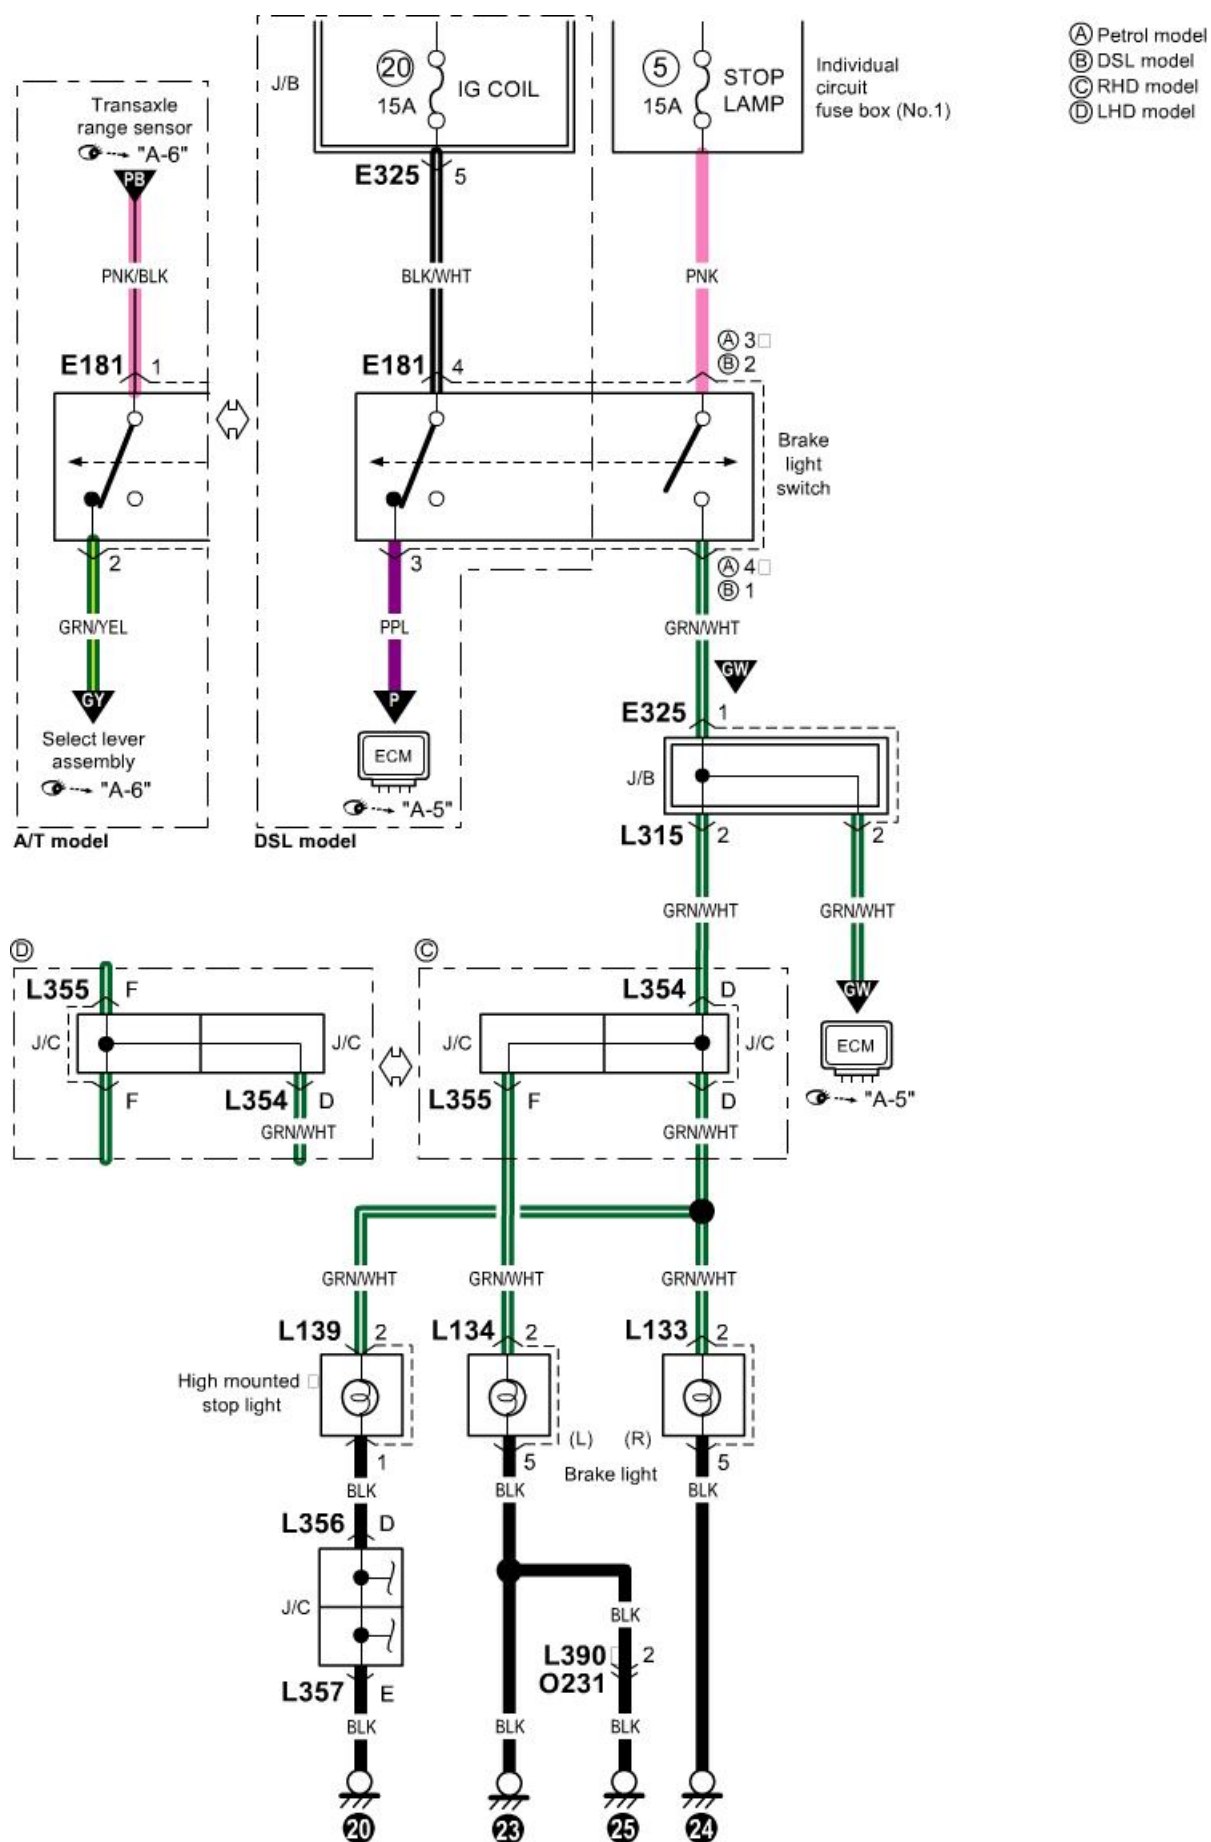 Ⓐ Petrol model
Ⓑ DSL model
Ⓒ RHD model
Ⓓ LHD model
J/B
20
15A
IG COIL
5
15A
STOP
LAMP
Individual
circuit
fuse box (No.1)
Transaxle
range sensor
"A-6"
PB
E325
5
PNK/BLK
BLK/WHT
PNK
E181
1
E181
4
Ⓐ 3
Ⓑ 2
Brake
light
switch
2
3
Ⓐ 4
Ⓑ 1
GRN/YEL
PPL
GRN/WHT
GY
P
GW
E325
1
Select lever
assembly
"A-6"
ECM
"A-5"
J/B
A/T model
DSL model
L315
2
2
GRN/WHT
GRN/WHT
Ⓓ
Ⓒ
L355
F
L354
D
GW
J/C
J/C
J/C
J/C
ECM
"A-5"
F
L354
D
L355
F
D
GRN/WHT
GRN/WHT
GRN/WHT
GRN/WHT
GRN/WHT
L139
2
L134
2
L133
2
High mounted
stop light
1
5
(L)
(R)
5
Brake light
BLK
BLK
BLK
L356
D
J/C
BLK
L390
O231
2
L357
E
BLK
BLK
BLK
20
23
25
24